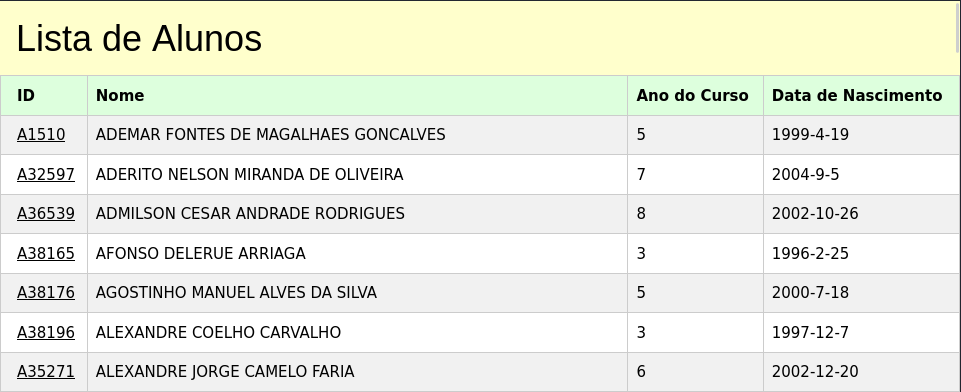 Lista de Alunos
ID Nome Ano do Curso Data de Nascimento
A1510 ADEMAR FONTES DE MAGALHAES GONCALVES 5 1999-4-19
A32597 ADERITO NELSON MIRANDA DE OLIVEIRA 7 2004-9-5
A36539 ADMILSON CESAR ANDRADE RODRIGUES 8 2002-10-26
A38165 AFONSO DELERUE ARRIAGA 3 1996-2-25
A38176 AGOSTINHO MANUEL ALVES DA SILVA 5 2000-7-18
A38196 ALEXANDRE COELHO CARVALHO 3 1997-12-7
A35271 ALEXANDRE JORGE CAMELO FARIA 6 2002-12-20